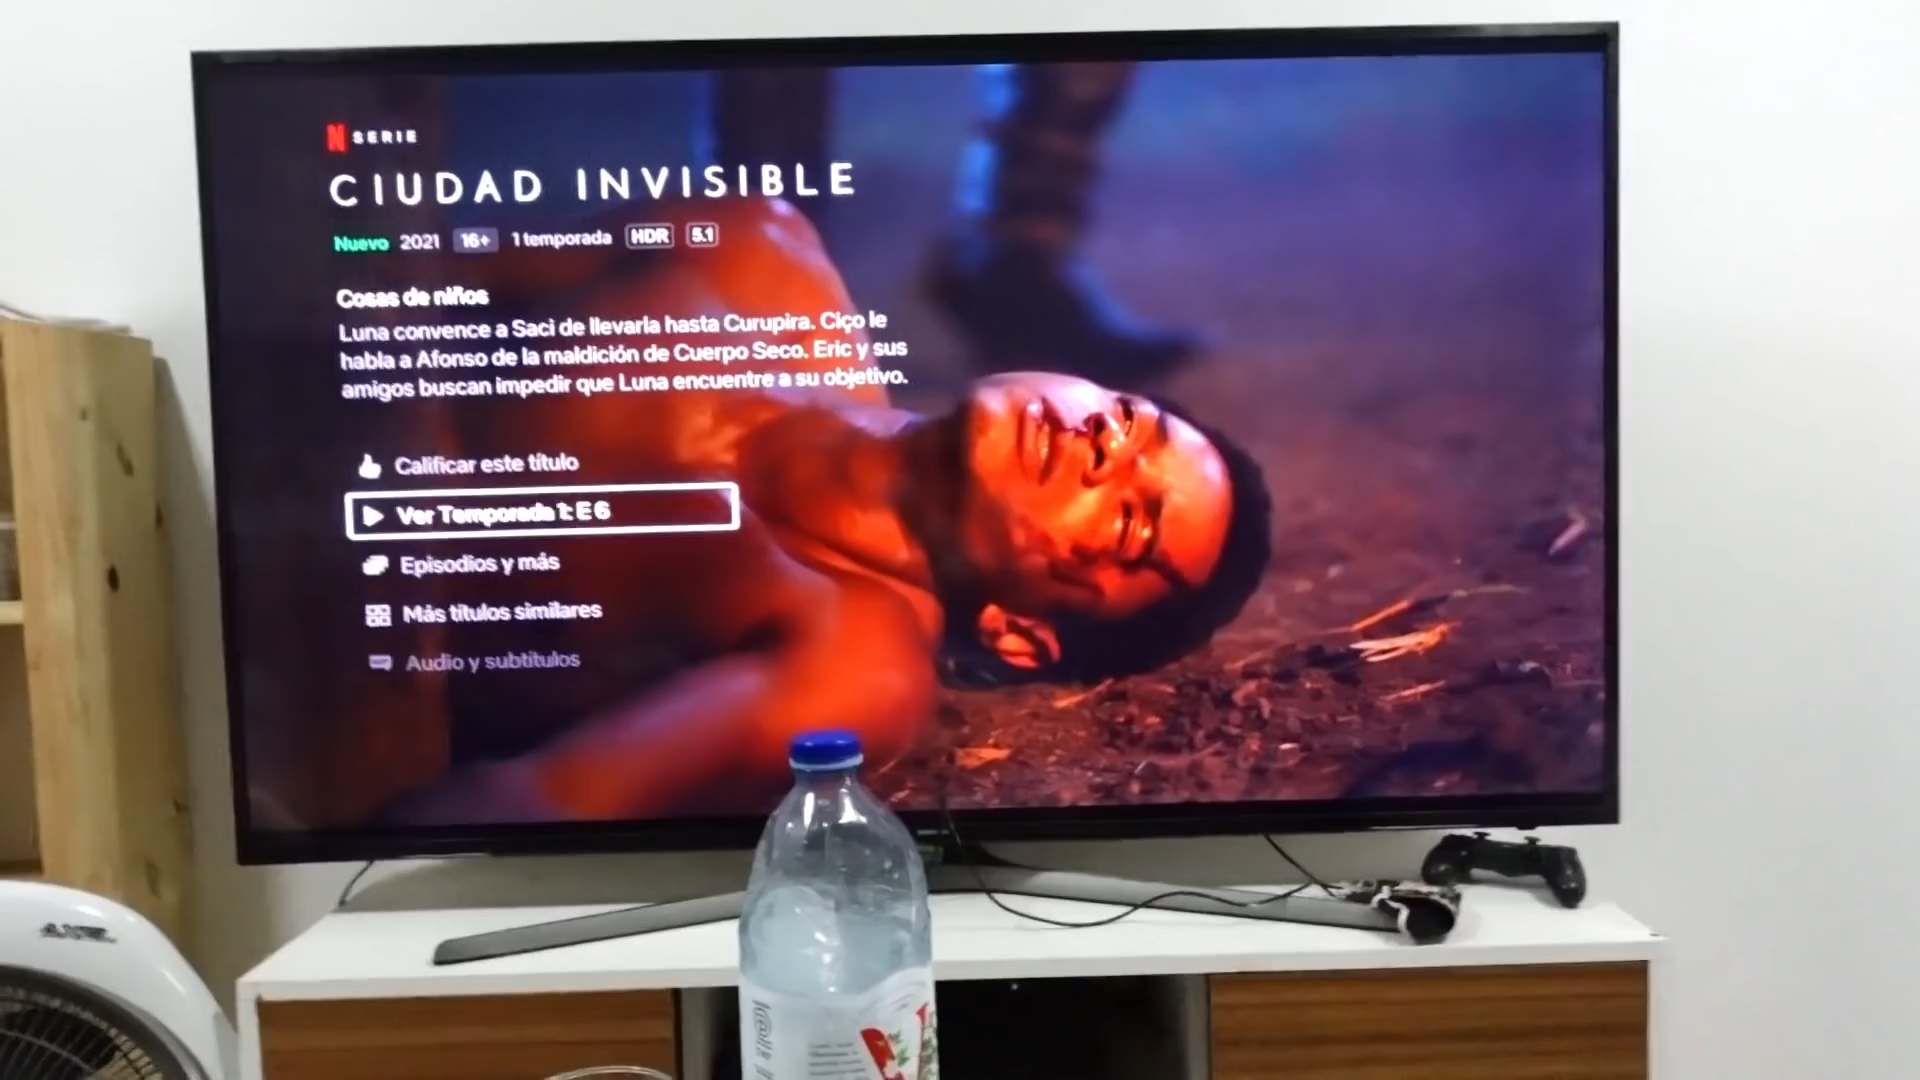 N SERIE
CIUDAD INVISIBLE
Nuevo 2021 16+ 1 temporada HDR 5.1
Cosas de niños
Luna convence a Saci de llevarla hasta Curupira. Ciço le
habla a Afonso de la maldición de Cuerpo Seco. Eric y sus
amigos buscan impedir que Luna encuentre a su objetivo.
Calificar este título
Ver Temporada 1: E 6
Episodios y más
Más títulos similares
Audio y subtítulos